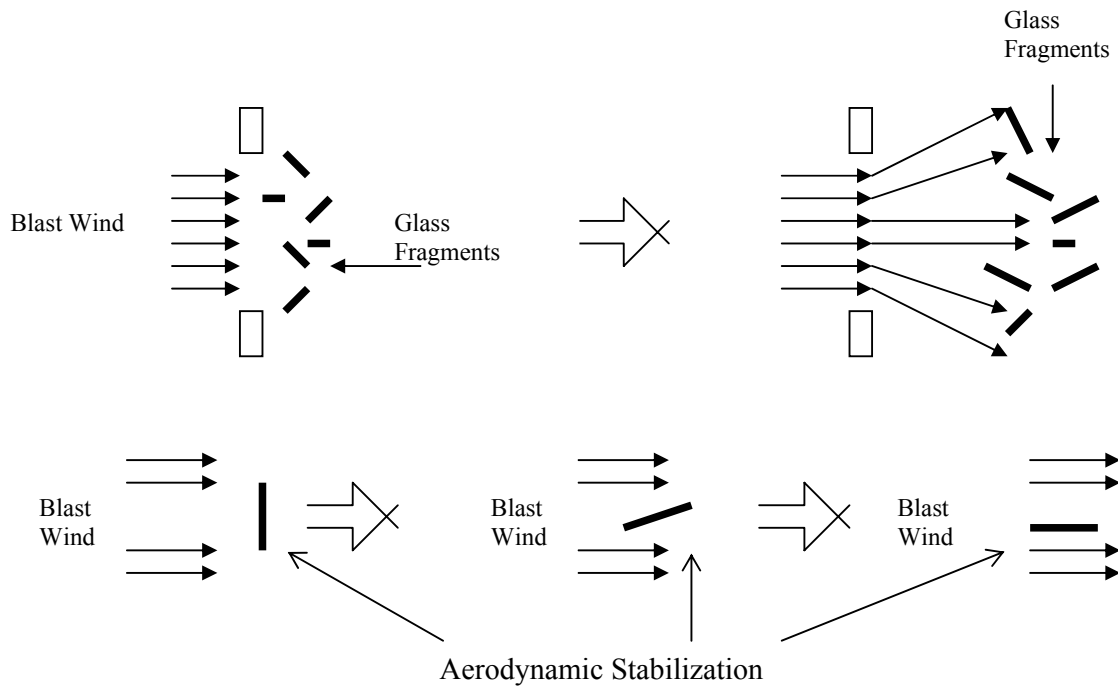 Glass
Fragments
Blast Wind
Glass
Fragments
Blast
Wind
Blast
Wind
Blast
Wind
Aerodynamic Stabilization